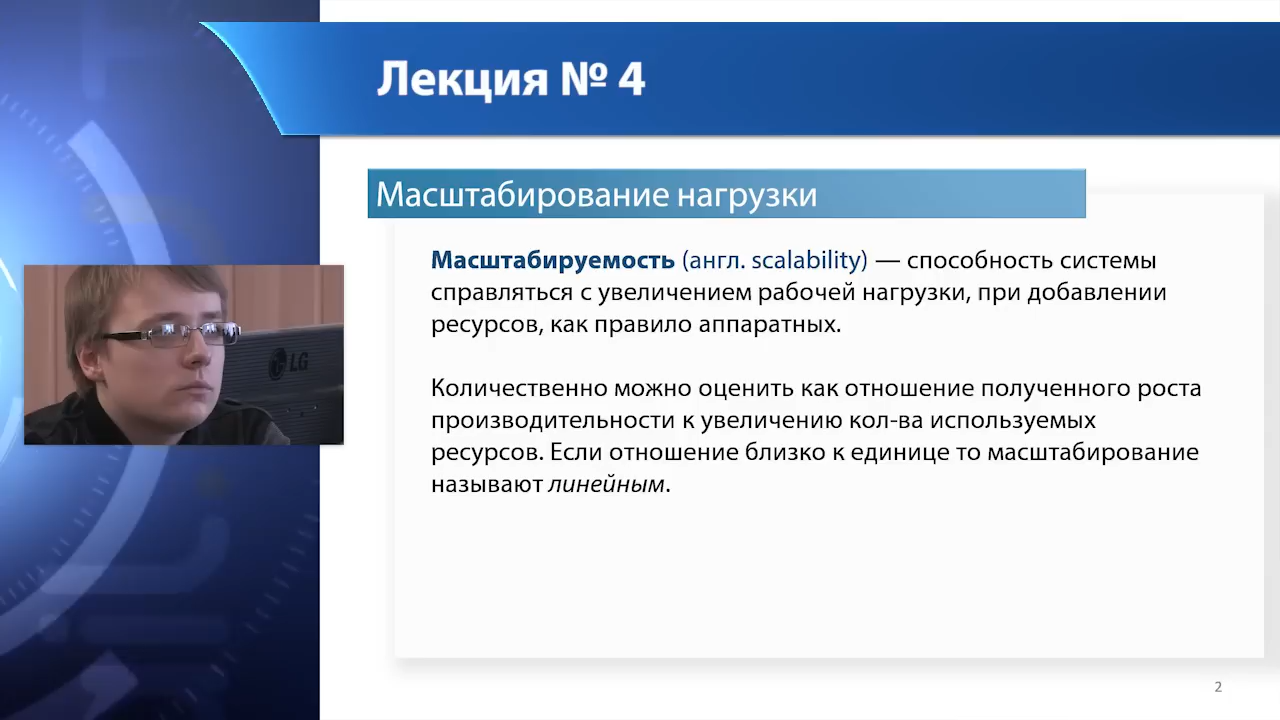 Лекция № 4
Масштабирование нагрузки
Масштабируемость (англ. scalability) — способность системы
справляться с увеличением рабочей нагрузки, при добавлении
ресурсов, как правило аппаратных.
Количественно можно оценить как отношение полученного роста
производительности к увеличению кол-ва используемых
ресурсов. Если отношение близко к единице то масштабирование
называют линейным.
LG
2